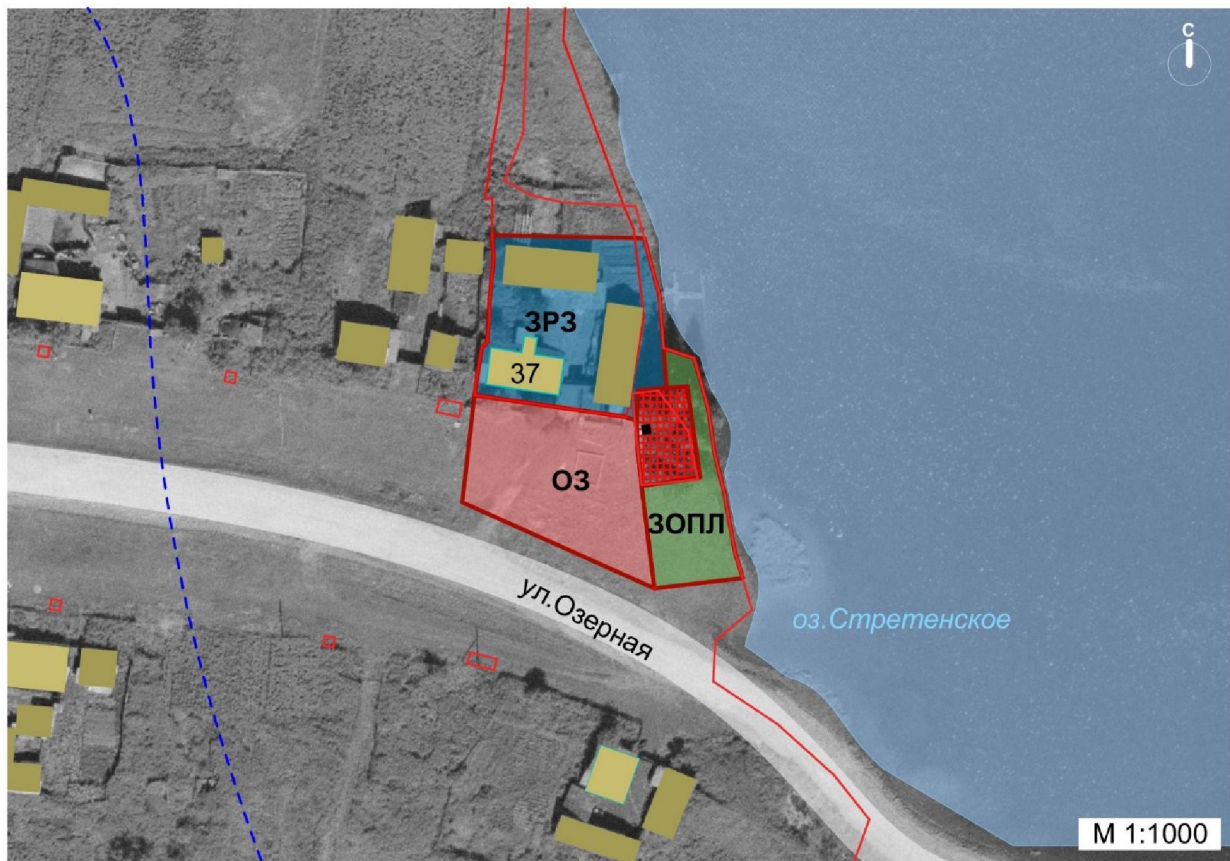 С
ЗРЗ
37
ОЗ
ЗОПЛ
ул.Озерная
оз.Стретенское
М 1:1000